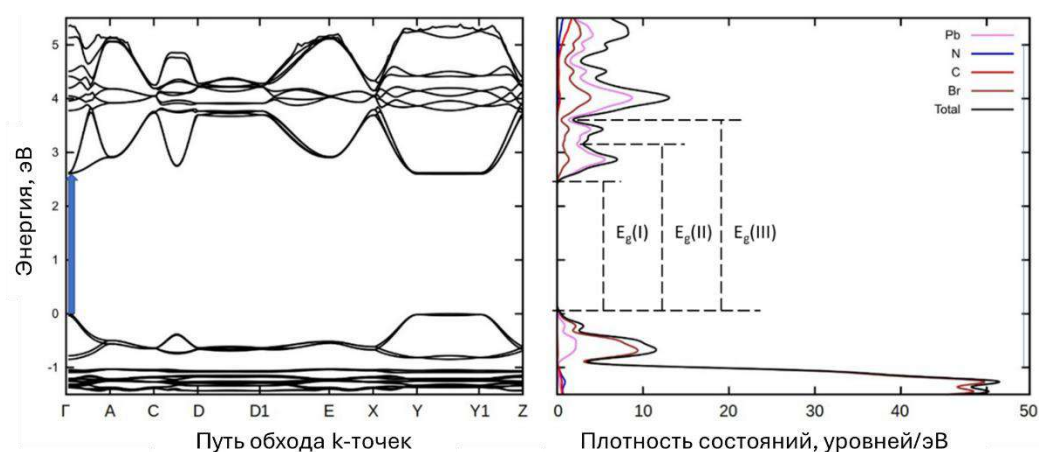 5
4
3
2
1
0
-1
Энергия, эВ
Γ A C D D1 E X Y Y1 Z
Путь обхода k-точек
Pb
N
C
Br
Total
E_g(I) E_g(II) E_g(III)
0 10 20 30 40 50
Плотность состояний, уровней/эВ